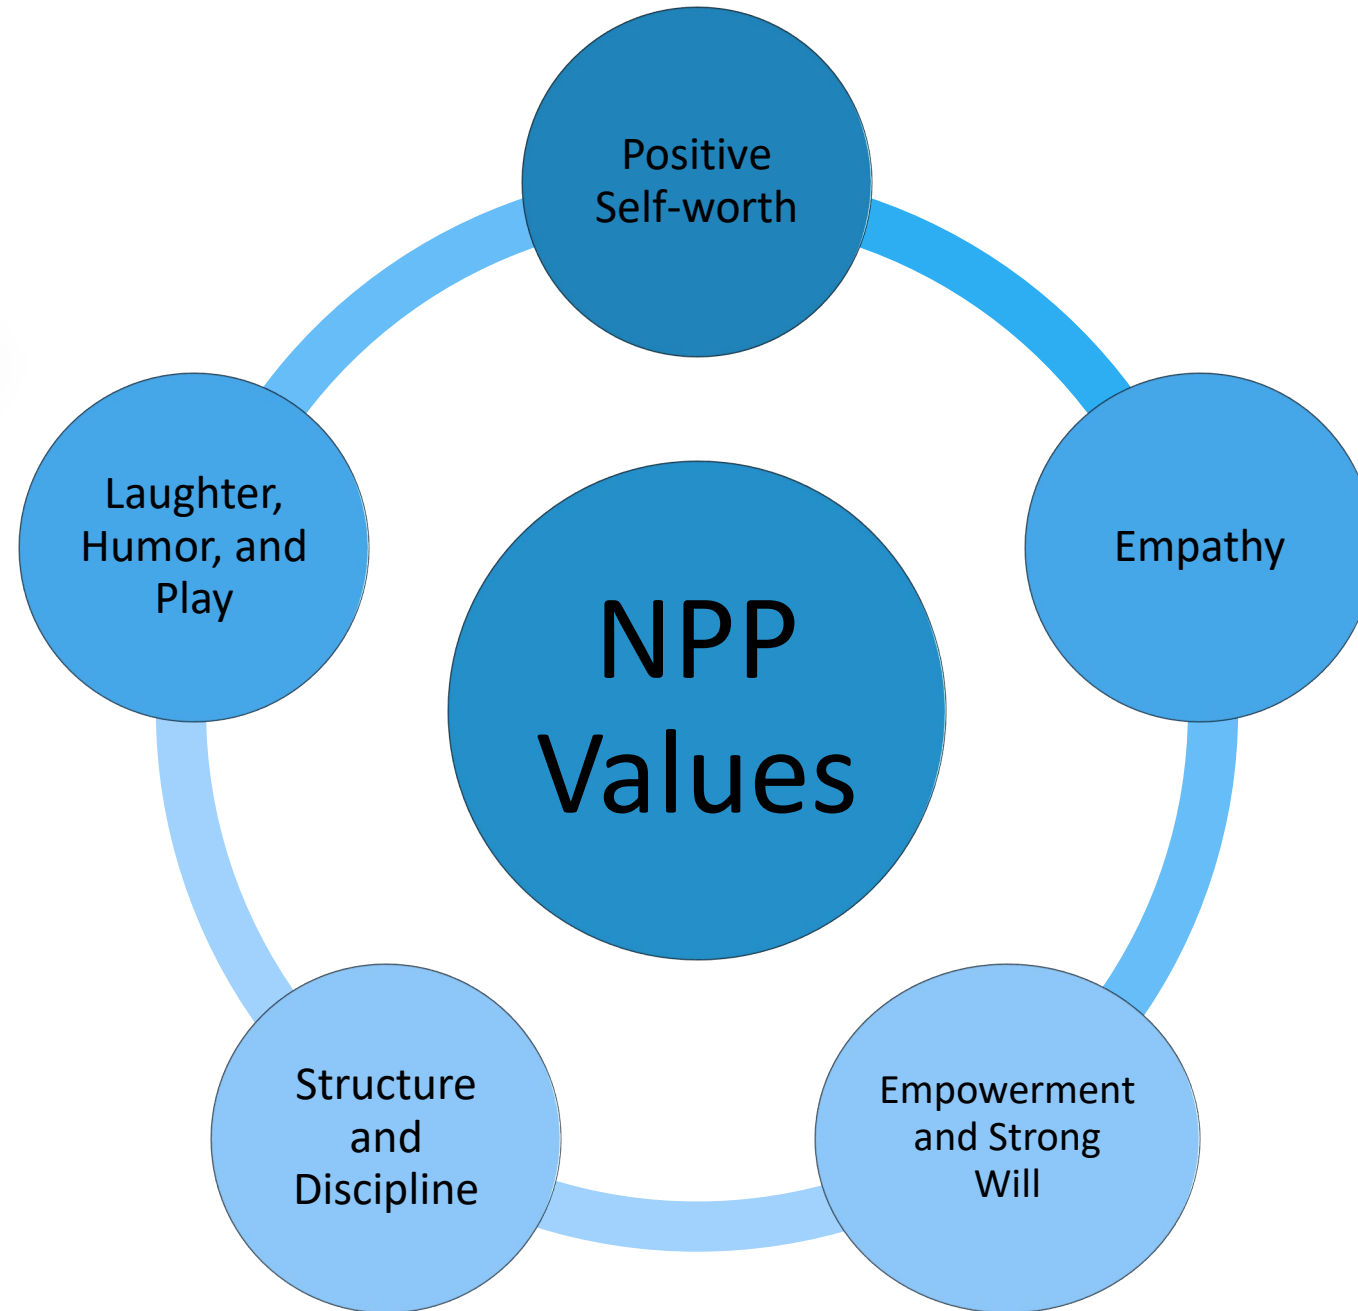 Positive
Self-worth
Laughter,
Humor, and
Play
Empathy
NPP
Values
Structure
and
Discipline
Empowerment
and Strong
Will